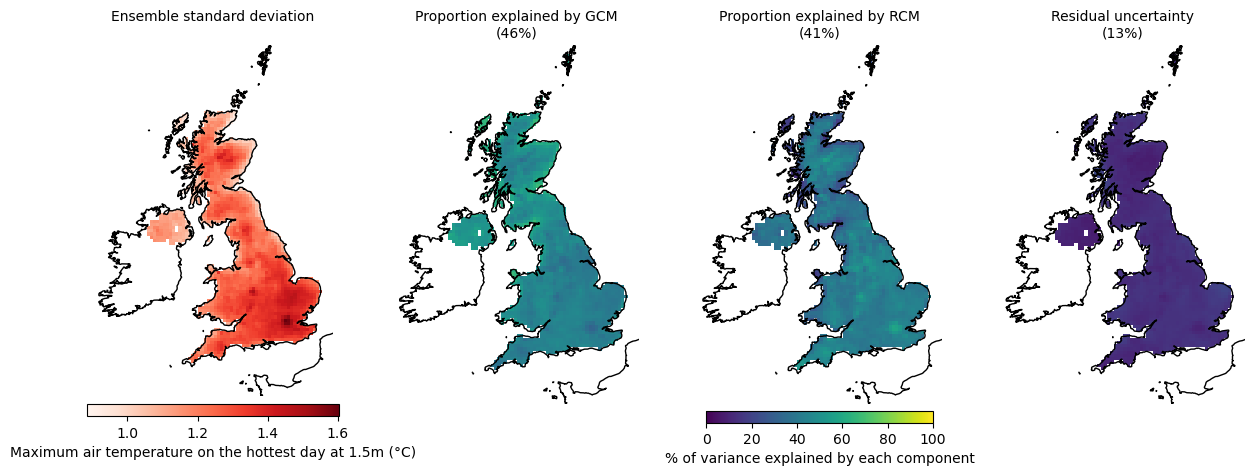 Ensemble standard deviation
Proportion explained by GCM
(46%)
Proportion explained by RCM
(41%)
Residual uncertainty
(13%)
1.0 1.2 1.4 1.6
Maximum air temperature on the hottest day at 1.5m (°C)
0 20 40 60 80 100
% of variance explained by each component